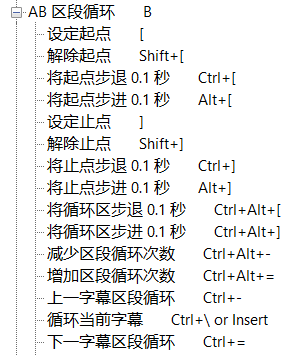 AB 区段循环 B
设定起点 [
解除起点 Shift+[
将起点步退 0.1 秒 Ctrl+[
将起点步进 0.1 秒 Alt+[
设定止点 ]
解除止点 Shift+]
将止点步退 0.1 秒 Ctrl+]
将止点步进 0.1 秒 Alt+]
将循环区步退 0.1 秒 Ctrl+Alt+[
将循环区步进 0.1 秒 Ctrl+Alt+]
减少区段循环次数 Ctrl+Alt+-
增加区段循环次数 Ctrl+Alt+=
上一字幕区段循环 Ctrl+-
循环当前字幕 Ctrl+\ or Insert
下一字幕区段循环 Ctrl+=